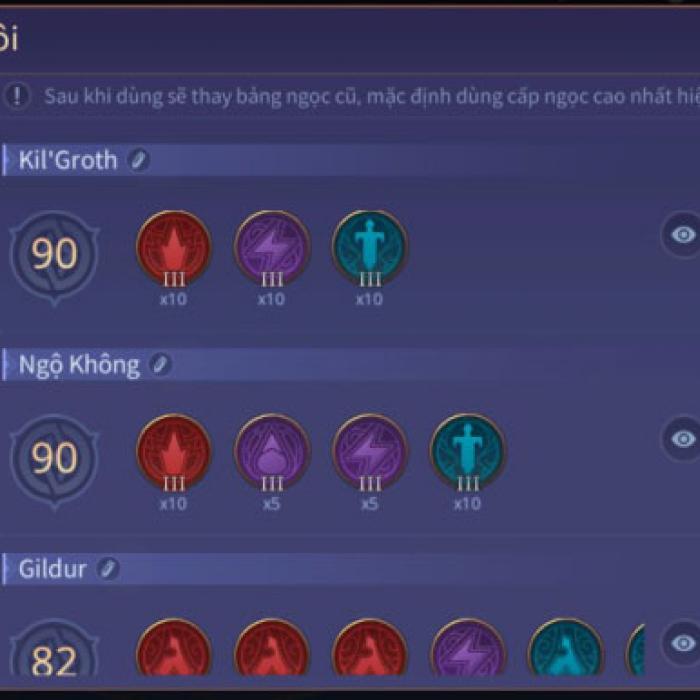 ôi
! Sau khi dùng sẽ thay bảng ngọc cũ, mặc định dùng cấp ngọc cao nhất hiệ
Kil'Groth
90 III III III
x10 x10 x10
Ngộ Không
90 III III III III
x10 x5 x5 x10
Gildur
82